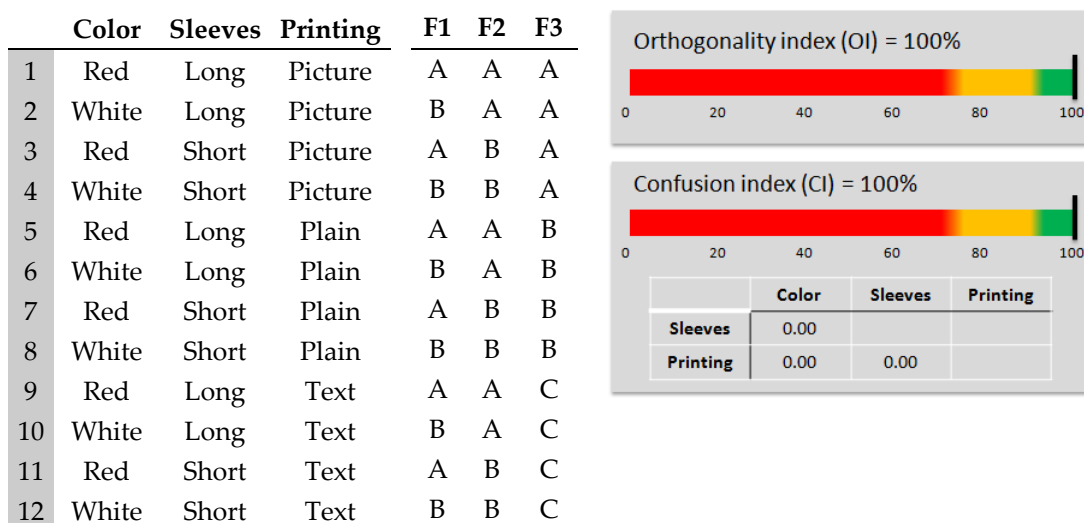 Color Sleeves Printing F1 F2 F3
1 Red Long Picture A A A
2 White Long Picture B A A
3 Red Short Picture A B A
4 White Short Picture B B A
5 Red Long Plain A A B
6 White Long Plain B A B
7 Red Short Plain A B B
8 White Short Plain B B B
9 Red Long Text A A C
10 White Long Text B A C
11 Red Short Text A B C
12 White Short Text B B C
Orthogonality index (OI) = 100%
0 20 40 60 80 100
Confusion index (CI) = 100%
0 20 40 60 80 100
Color Sleeves Printing
Sleeves 0.00
Printing 0.00 0.00